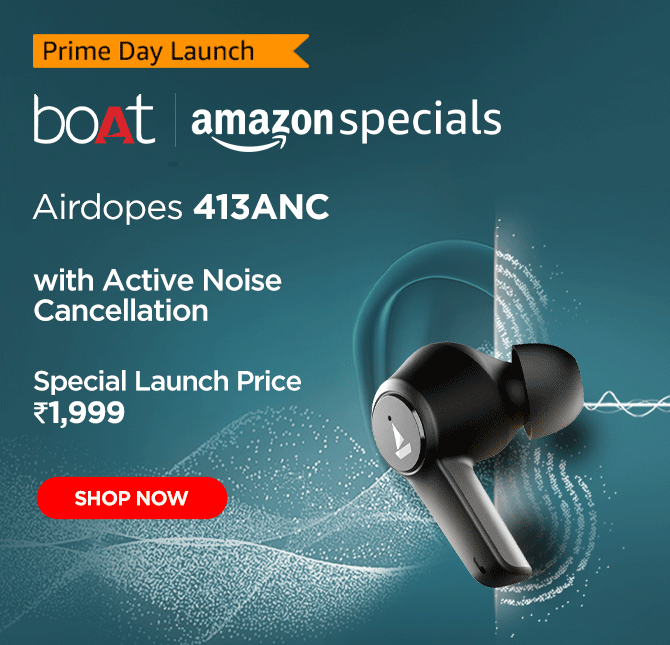 Prime Day Launch
boAt | amazon specials
Airdopes 413ANC
with Active Noise
Cancellation
Special Launch Price
₹1,999
SHOP NOW